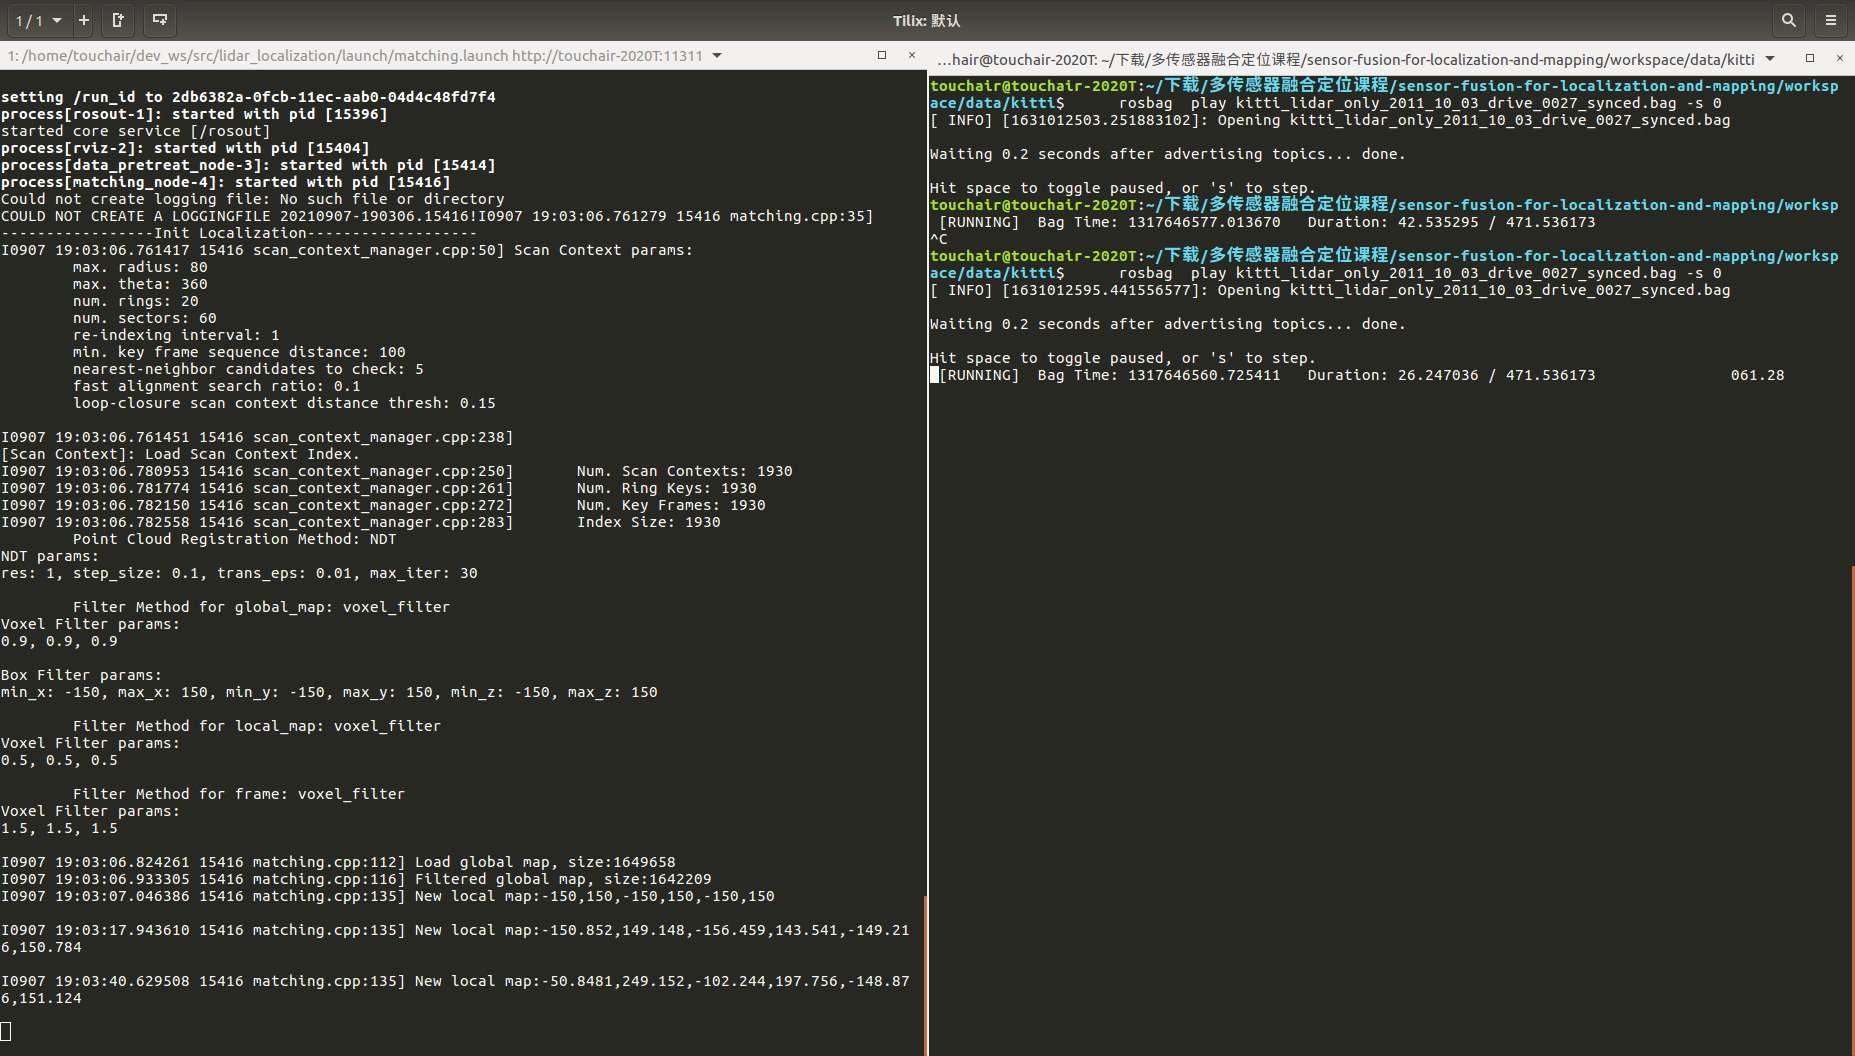 1 / 1
Tilix: 默认
1: /home/touchair/dev_ws/src/lidar_localization/launch/matching.launch http://touchair-2020T:11311
setting /run_id to 2db6382a-0fcb-11ec-aab0-04d4c48fd7f4
process[rosout-1]: started with pid [15396]
started core service [/rosout]
process[rviz-2]: started with pid [15404]
process[data_pretreat_node-3]: started with pid [15414]
process[matching_node-4]: started with pid [15416]
Could not create logging file: No such file or directory
COULD NOT CREATE A LOGGINGFILE 20210907-190306.15416!I0907 19:03:06.761279 15416 matching.cpp:35]
-----------------Init Localization-------------------
I0907 19:03:06.761417 15416 scan_context_manager.cpp:50] Scan Context params:
max. radius: 80
max. theta: 360
num. rings: 20
num. sectors: 60
re-indexing interval: 1
min. key frame sequence distance: 100
nearest-neighbor candidates to check: 5
fast alignment search ratio: 0.1
loop-closure scan context distance thresh: 0.15
I0907 19:03:06.761451 15416 scan_context_manager.cpp:238]
[Scan Context]: Load Scan Context Index.
I0907 19:03:06.780953 15416 scan_context_manager.cpp:250] Num. Scan Contexts: 1930
I0907 19:03:06.781774 15416 scan_context_manager.cpp:261] Num. Ring Keys: 1930
I0907 19:03:06.782150 15416 scan_context_manager.cpp:272] Num. Key Frames: 1930
I0907 19:03:06.782558 15416 scan_context_manager.cpp:283] Index Size: 1930
Point Cloud Registration Method: NDT
NDT params:
res: 1, step_size: 0.1, trans_eps: 0.01, max_iter: 30
Filter Method for global_map: voxel_filter
Voxel Filter params:
0.9, 0.9, 0.9
Box Filter params:
min_x: -150, max_x: 150, min_y: -150, max_y: 150, min_z: -150, max_z: 150
Filter Method for local_map: voxel_filter
Voxel Filter params:
0.5, 0.5, 0.5
Filter Method for frame: voxel_filter
Voxel Filter params:
1.5, 1.5, 1.5
I0907 19:03:06.824261 15416 matching.cpp:112] Load global map, size:1649658
I0907 19:03:06.933305 15416 matching.cpp:116] Filtered global map, size:1642209
I0907 19:03:07.046386 15416 matching.cpp:135] New local map:-150,150,-150,150,-150,150
I0907 19:03:17.943610 15416 matching.cpp:135] New local map:-150.852,149.148,-156.459,143.541,-149.21
6,150.784
I0907 19:03:40.629508 15416 matching.cpp:135] New local map:-50.8481,249.152,-102.244,197.756,-148.87
6,151.124
…hair@touchair-2020T: ~/下载/多传感器融合定位课程/sensor-fusion-for-localization-and-mapping/workspace/data/kitti
touchair@touchair-2020T:~/下载/多传感器融合定位课程/sensor-fusion-for-localization-and-mapping/worksp
ace/data/kitti$ rosbag play kitti_lidar_only_2011_10_03_drive_0027_synced.bag -s 0
[ INFO] [1631012503.251883102]: Opening kitti_lidar_only_2011_10_03_drive_0027_synced.bag
Waiting 0.2 seconds after advertising topics... done.
Hit space to toggle paused, or 's' to step.
touchair@touchair-2020T:~/下载/多传感器融合定位课程/sensor-fusion-for-localization-and-mapping/worksp
[RUNNING] Bag Time: 1317646577.013670 Duration: 42.535295 / 471.536173
^C
touchair@touchair-2020T:~/下载/多传感器融合定位课程/sensor-fusion-for-localization-and-mapping/worksp
ace/data/kitti$ rosbag play kitti_lidar_only_2011_10_03_drive_0027_synced.bag -s 0
[ INFO] [1631012595.441556577]: Opening kitti_lidar_only_2011_10_03_drive_0027_synced.bag
Waiting 0.2 seconds after advertising topics... done.
Hit space to toggle paused, or 's' to step.
[RUNNING] Bag Time: 1317646560.725411 Duration: 26.247036 / 471.536173 061.28